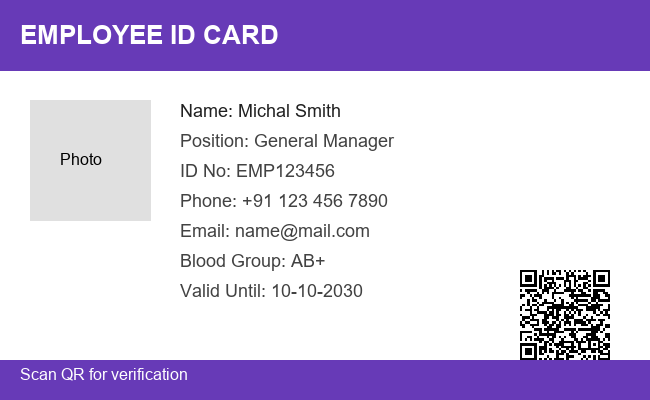 EMPLOYEE ID CARD
Photo
Name: Michal Smith
Position: General Manager
ID No: EMP123456
Phone: +91 123 456 7890
Email: name@mail.com
Blood Group: AB+
Valid Until: 10-10-2030
Scan QR for verification